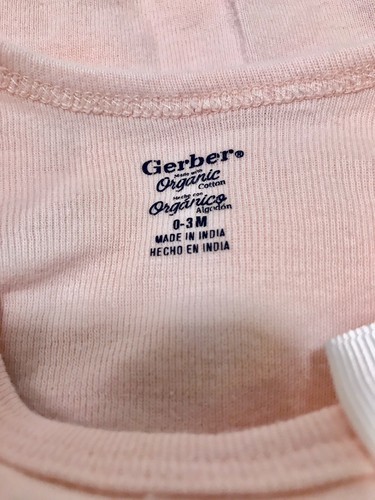 Gerber®
Made with
Organic
Cotton
Hecho con
Orgánico
Algodón
0-3M
MADE IN INDIA
HECHO EN INDIA